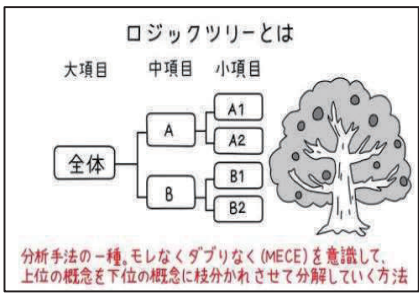 ロジックツリーとは
大項目 中項目 小項目
全体
A
A1
A2
B
B1
B2
分析手法の一種。モレなくダブりなく(MECE)を意識して、
上位の概念を下位の概念に枝分かれさせて分解していく方法